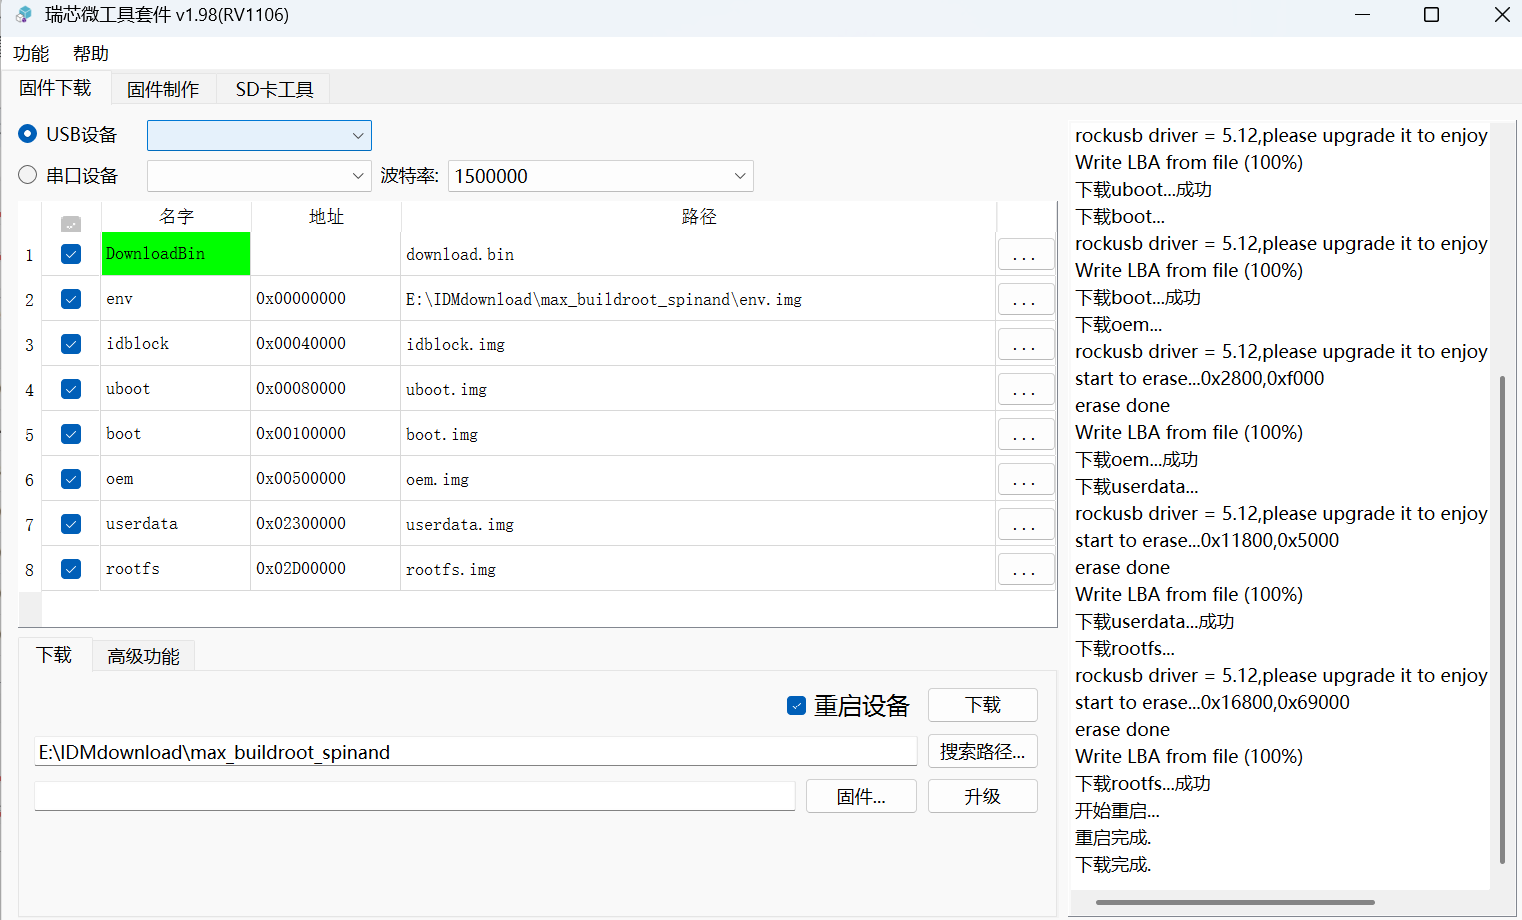 瑞芯微工具套件 v1.98(RV1106)
功能 帮助
固件下载 固件制作 SD卡工具
USB设备
串口设备 波特率: 1500000
名字 地址 路径
1 DownloadBin download.bin ...
2 env 0x00000000 E:\IDMdownload\max_buildroot_spinand\env.img ...
3 idblock 0x00040000 idblock.img ...
4 uboot 0x00080000 uboot.img ...
5 boot 0x00100000 boot.img ...
6 oem 0x00500000 oem.img ...
7 userdata 0x02300000 userdata.img ...
8 rootfs 0x02D00000 rootfs.img ...
下载 高级功能
重启设备 下载
E:\IDMdownload\max_buildroot_spinand 搜索路径...
固件... 升级
rockusb driver = 5.12,please upgrade it to enjoy
Write LBA from file (100%)
下载uboot...成功
下载boot...
rockusb driver = 5.12,please upgrade it to enjoy
Write LBA from file (100%)
下载boot...成功
下载oem...
rockusb driver = 5.12,please upgrade it to enjoy
start to erase...0x2800,0xf000
erase done
Write LBA from file (100%)
下载oem...成功
下载userdata...
rockusb driver = 5.12,please upgrade it to enjoy
start to erase...0x11800,0x5000
erase done
Write LBA from file (100%)
下载userdata...成功
下载rootfs...
rockusb driver = 5.12,please upgrade it to enjoy
start to erase...0x16800,0x69000
erase done
Write LBA from file (100%)
下载rootfs...成功
开始重启...
重启完成.
下载完成.